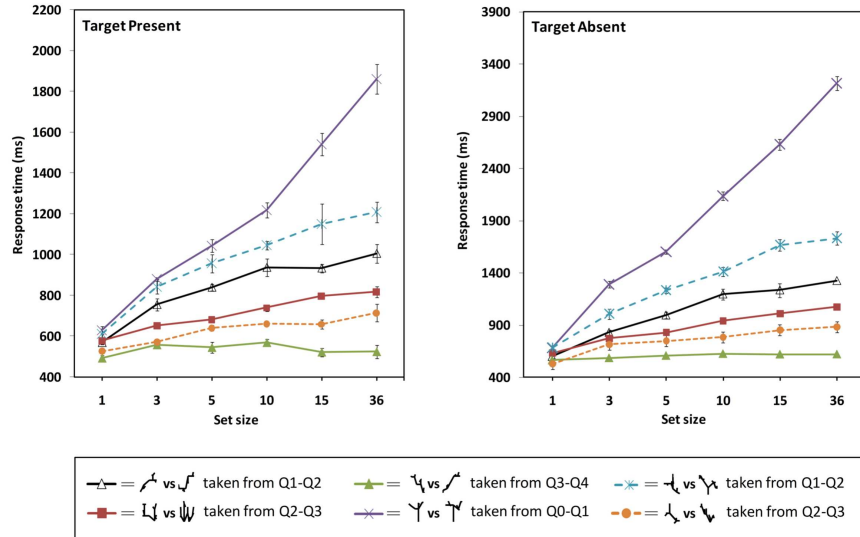 Target Present
Response time (ms)
2200
2000
1800
1600
1400
1200
1000
800
600
400
1 3 5 10 15 36
Set size
Target Absent
Response time (ms)
3900
3400
2900
2400
1900
1400
900
400
1 3 5 10 15 36
Set size
= vs taken from Q1-Q2
= vs taken from Q3-Q4
= vs taken from Q1-Q2
= vs taken from Q2-Q3
= vs taken from Q0-Q1
= vs taken from Q2-Q3